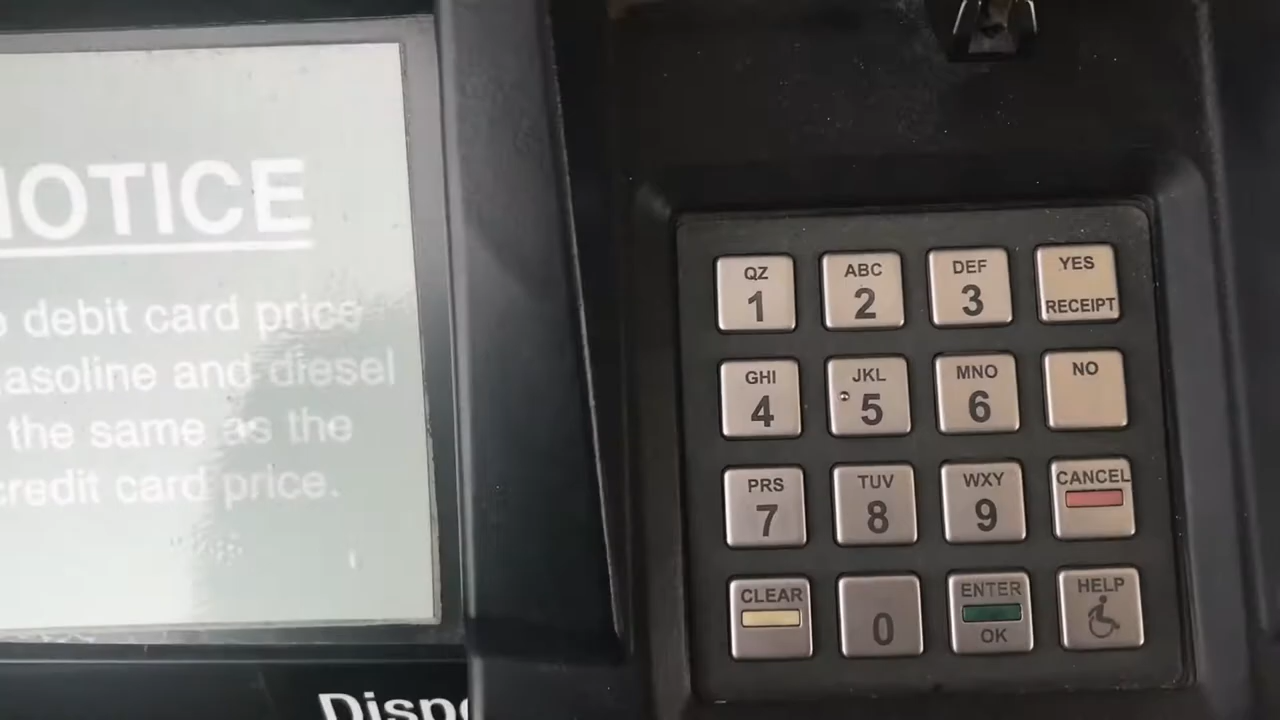 NOTICE
debit card price
gasoline and diesel
the same as the
credit card price.
QZ ABC DEF YES
1 2 3 RECEIPT
GHI JKL MNO NO
4 5 6
PRS TUV WXY CANCEL
7 8 9
CLEAR ENTER HELP
0 OK